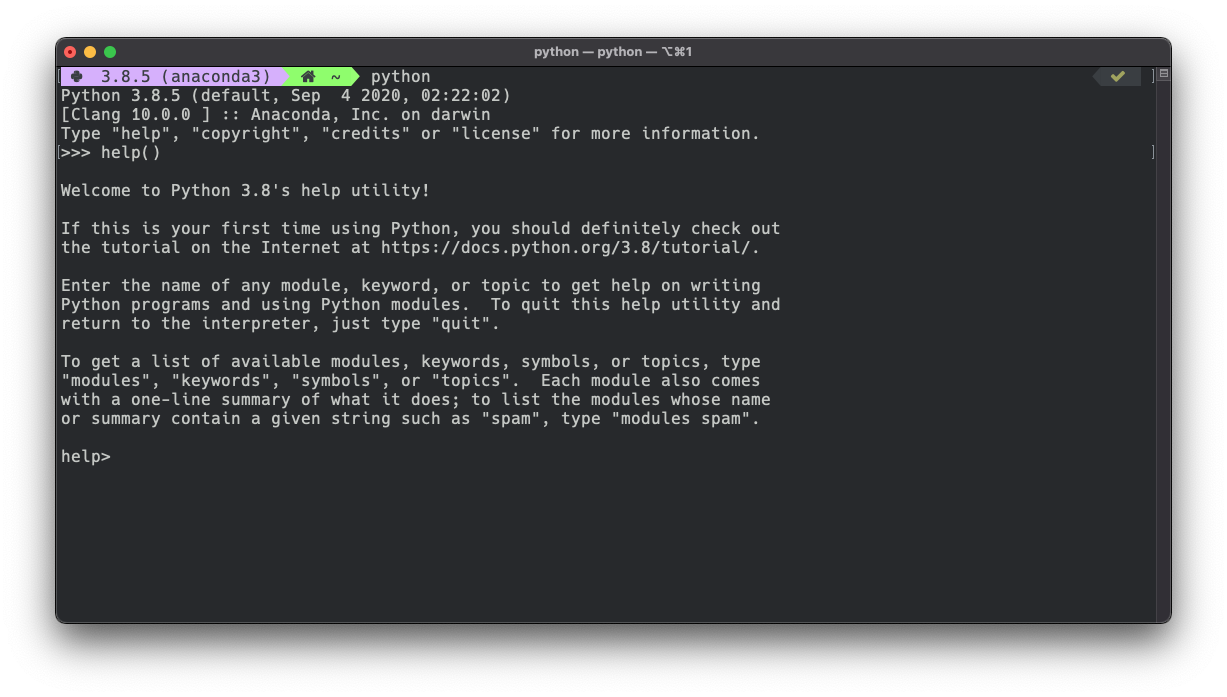 python — python — ⌥⌘1
3.8.5 (anaconda3) ~ python
Python 3.8.5 (default, Sep  4 2020, 02:22:02)
[Clang 10.0.0 ] :: Anaconda, Inc. on darwin
Type "help", "copyright", "credits" or "license" for more information.
>>> help()
Welcome to Python 3.8's help utility!
If this is your first time using Python, you should definitely check out
the tutorial on the Internet at https://docs.python.org/3.8/tutorial/.
Enter the name of any module, keyword, or topic to get help on writing
Python programs and using Python modules.  To quit this help utility and
return to the interpreter, just type "quit".
To get a list of available modules, keywords, symbols, or topics, type
"modules", "keywords", "symbols", or "topics".  Each module also comes
with a one-line summary of what it does; to list the modules whose name
or summary contain a given string such as "spam", type "modules spam".
help>